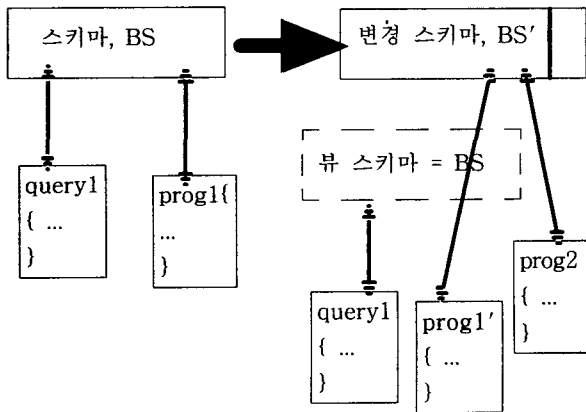 스키마, BS
변경 스키마, BS′
query1
{ ...
}
prog1{
...
}
뷰 스키마 = BS
query1
{ ...
}
prog1′
{ ...
}
prog2
{ ...
}